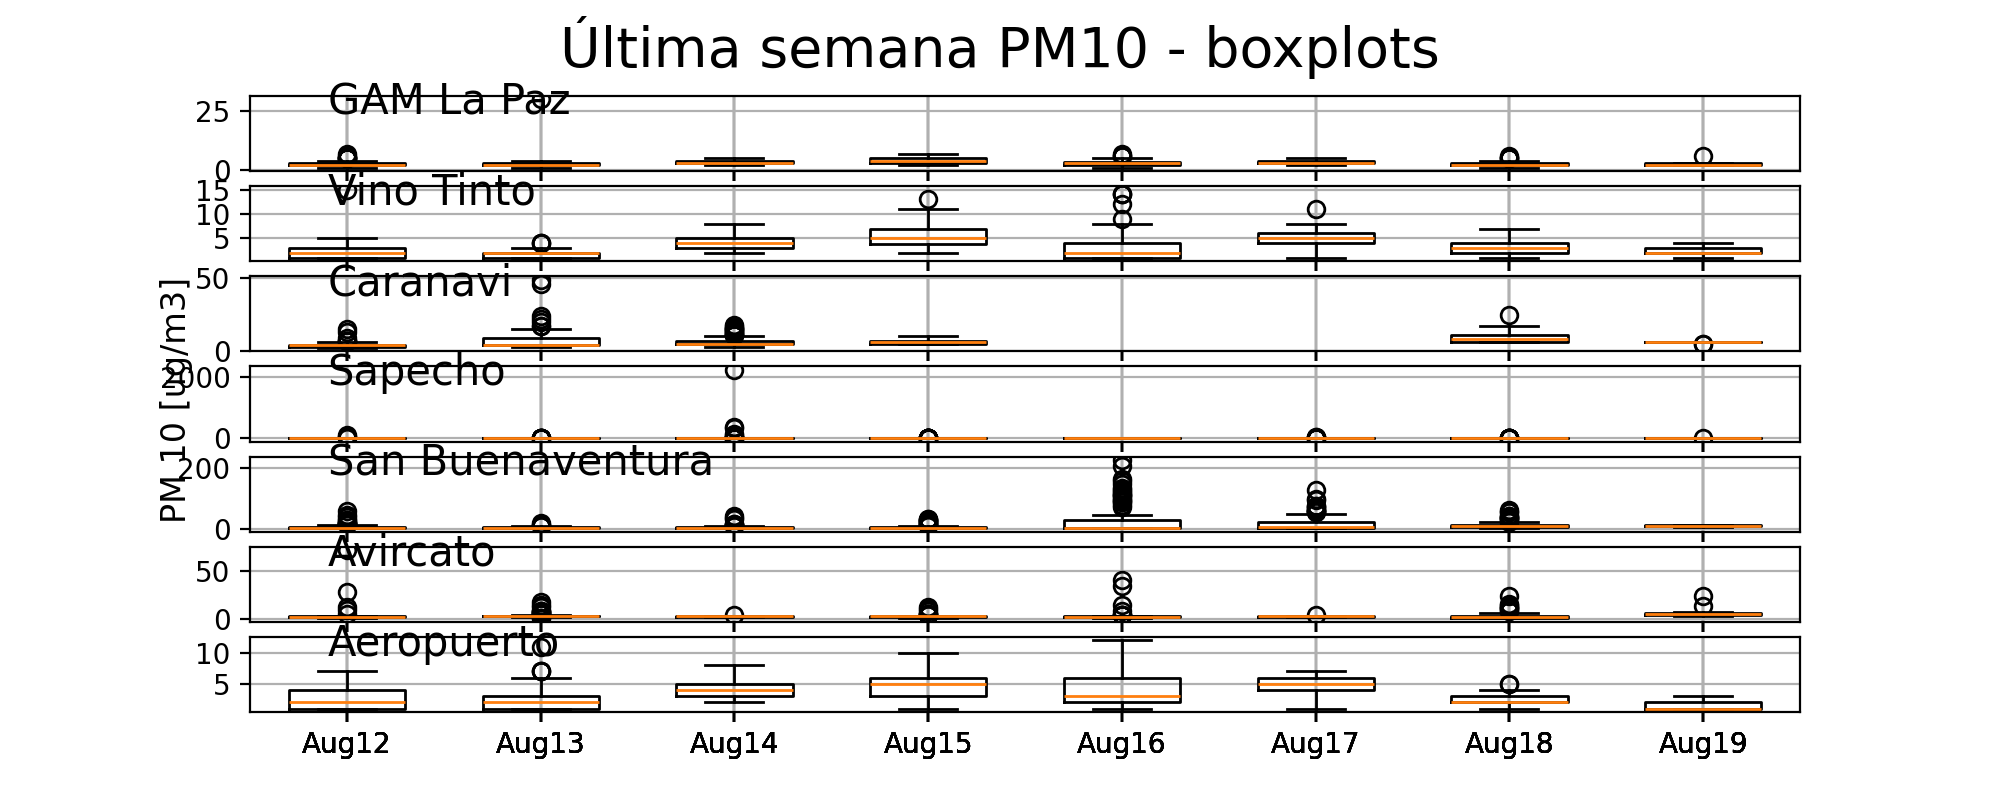 Última semana PM10 - boxplots
GAM La Paz
25
0
Vino Tinto
15
10
5
Caranavi
50
0
PM 10 [ug/m3]
Sapecho
2000
0
San Buenaventura
200
0
Avircato
50
0
Aeropuerto
10
5
Aug12 Aug13 Aug14 Aug15 Aug16 Aug17 Aug18 Aug19